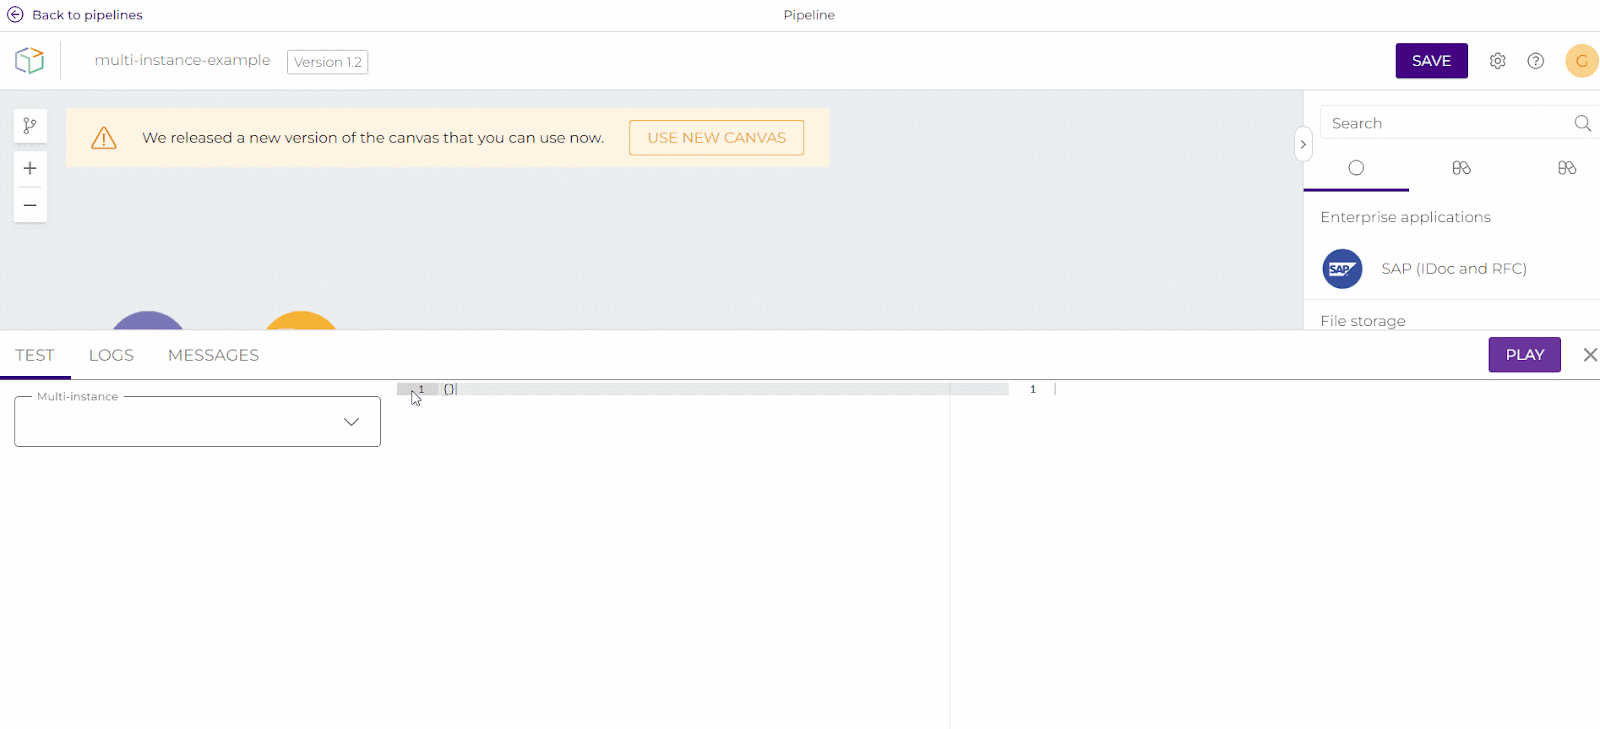 Back to pipelines
Pipeline
multi-instance-example
Version 1.2
SAVE
G
We released a new version of the canvas that you can use now.
USE NEW CANVAS
Search
Enterprise applications
SAP
SAP (IDoc and RFC)
File storage
TEST
LOGS
MESSAGES
PLAY
Multi-instance
1
{}
1